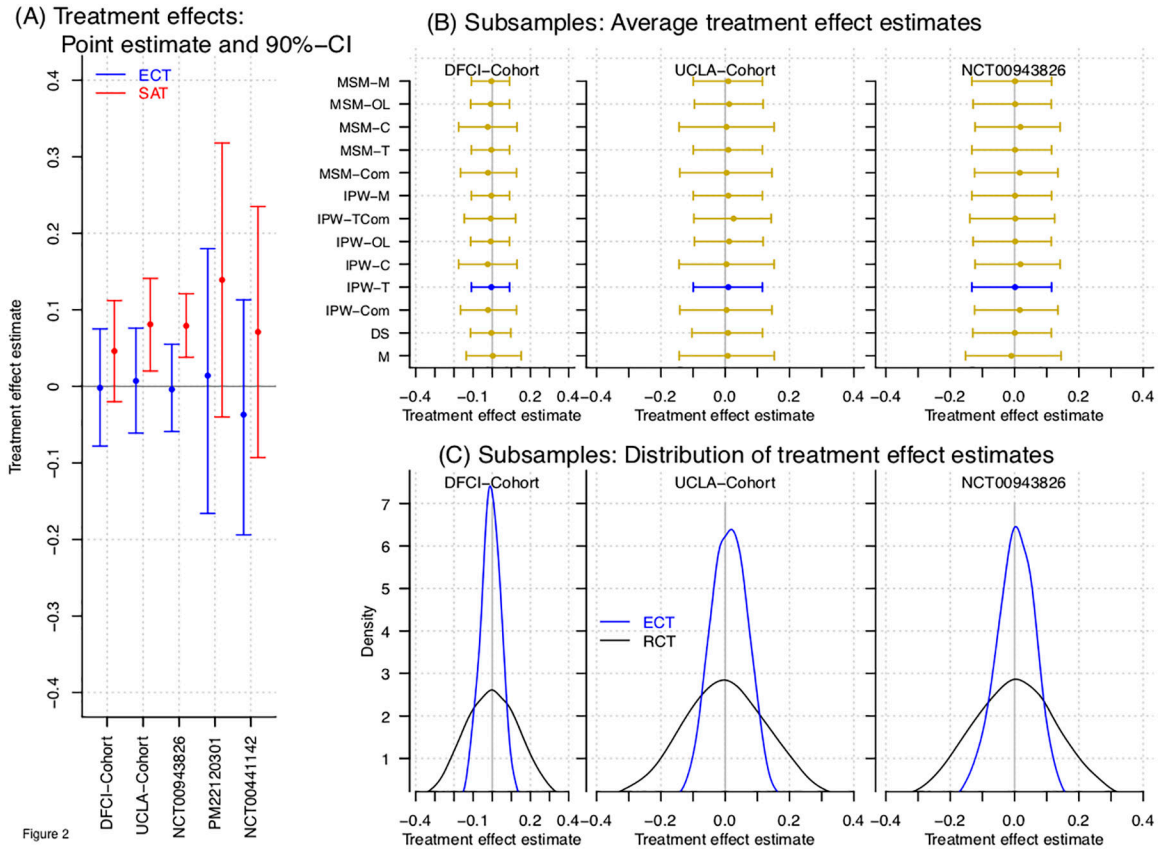 (A) Treatment effects:
Point estimate and 90%−CI
ECT
SAT
0.4
0.3
0.2
0.1
0
−0.1
−0.2
−0.3
−0.4
Treatment effect estimate
DFCI−Cohort
UCLA−Cohort
NCT00943826
PM22120301
NCT00441142
Figure 2
(B) Subsamples: Average treatment effect estimates
DFCI−Cohort UCLA−Cohort NCT00943826
MSM−M
MSM−OL
MSM−C
MSM−T
MSM−Com
IPW−M
IPW−TCom
IPW−OL
IPW−C
IPW−T
IPW−Com
DS
M
−0.4 −0.1 0.2 0.4 −0.4 −0.2 0.0 0.2 0.4 −0.4 −0.2 0.0 0.2 0.4
Treatment effect estimate Treatment effect estimate Treatment effect estimate
(C) Subsamples: Distribution of treatment effect estimates
DFCI−Cohort UCLA−Cohort NCT00943826
7
6
5
4
3
2
1
Density
ECT
RCT
−0.4 −0.1 0.2 0.4 −0.4 −0.2 0.0 0.2 0.4 −0.4 −0.2 0.0 0.2 0.4
Treatment effect estimate Treatment effect estimate Treatment effect estimate